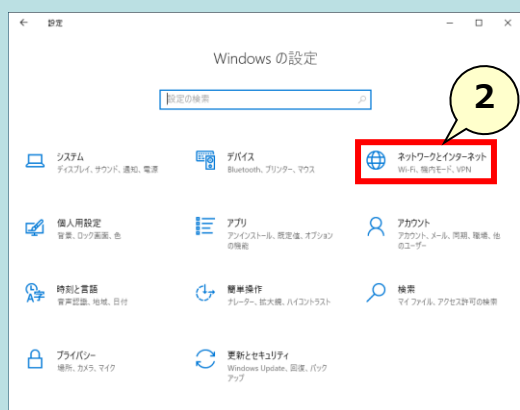 設定
Windows の設定
設定の検索
2
システム
ディスプレイ、サウンド、通知、電源
デバイス
Bluetooth、プリンター、マウス
ネットワークとインターネット
Wi-Fi、機内モード、VPN
個人用設定
背景、ロック画面、色
アプリ
アンインストール、既定値、オプション
の機能
アカウント
アカウント、メール、同期、職場、他
のユーザー
時刻と言語
音声認識、地域、日付
簡単操作
ナレーター、拡大鏡、ハイコントラスト
検索
マイ ファイル、アクセス許可の検索
プライバシー
場所、カメラ、マイク
更新とセキュリティ
Windows Update、回復、バック
アップ